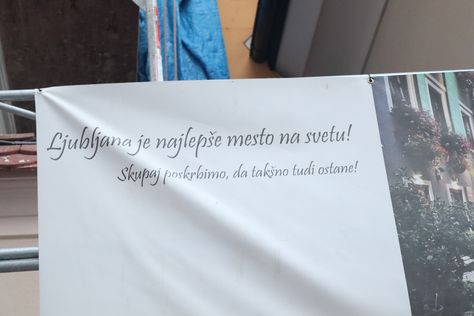 Ljubljana je najlepše mesto na svetu!
Skupaj poskrbimo, da takšno tudi ostane!